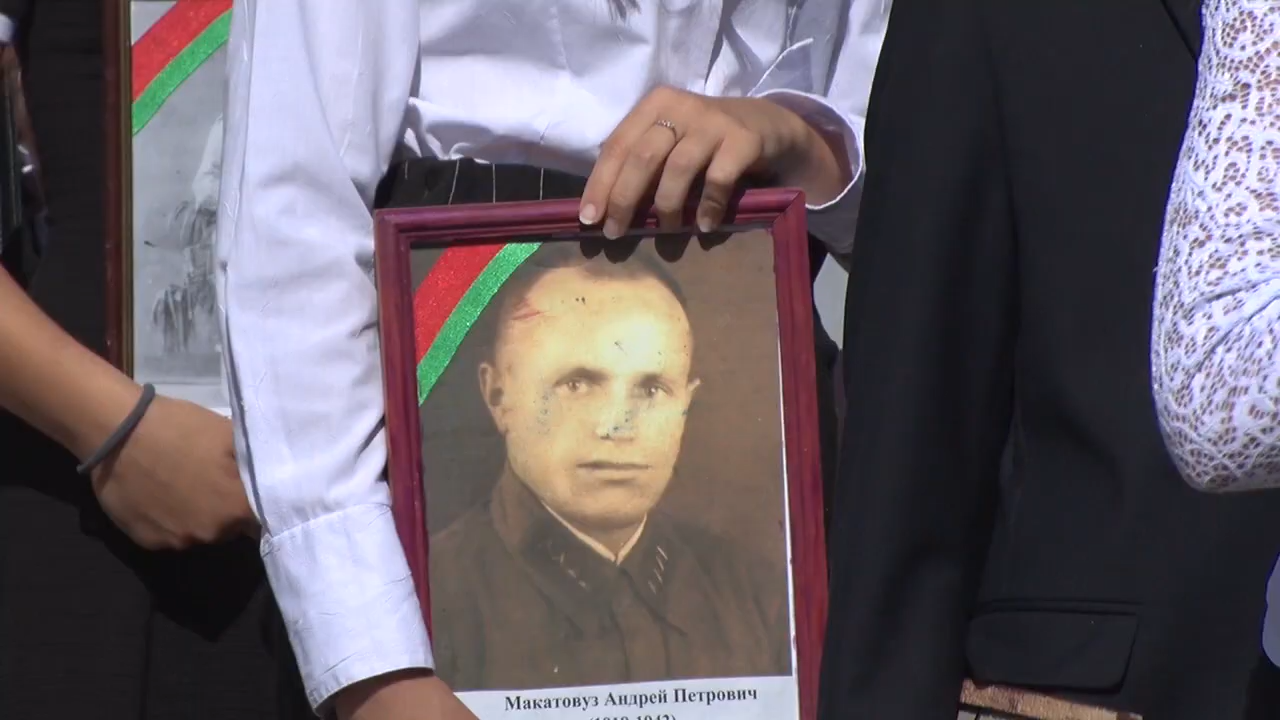 Макатовуз Андрей Петрович